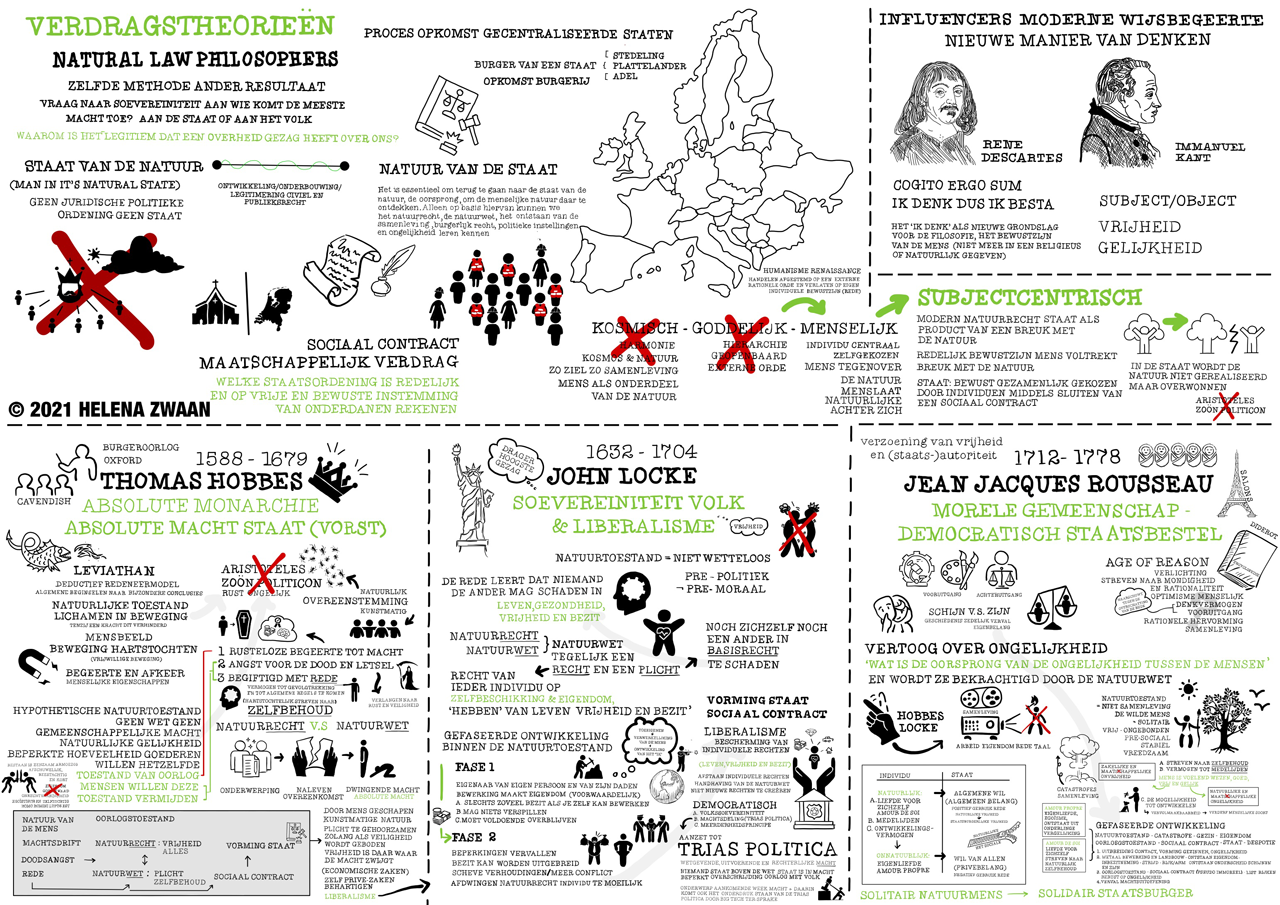 VERDRAGSTHEORIEËN
NATURAL LAW PHILOSOPHERS
ZELFDE METHODE ANDER RESULTAAT
VRAAG NAAR SOEVEREINITEIT AAN WIE KOMT DE MEESTE
MACHT TOE? AAN DE STAAT OF AAN HET VOLK
WAAROM IS HET LEGITIEM DAT EEN OVERHEID GEZAG HEEFT OVER ONS?
STAAT VAN DE NATUUR
(MAN IN IT'S NATURAL STATE)
GEEN JURIDISCHE POLITIEKE
ORDENING GEEN STAAT
ONTWIKKELING/ONDERBOUWING/
LEGITIMERING CIVIEL EN
PUBLIEKSRECHT
PROCES OPKOMST GECENTRALISEERDE STATEN
BURGER VAN EEN STAAT
STEDELING
PLATTELANDER
ADEL
OPKOMST BURGERIJ
NATUUR VAN DE STAAT
Het is essentieel om terug te gaan naar de staat van de
natuur, de oorsprong, om de menselijke natuur daar te
ontdekken. Alleen op basis hiervan kunnen we
het natuurrecht, de natuurwet, het ontstaan van de
samenleving, burgerlijk recht, politieke instellingen
en ongelijkheid leren kennen
SOCIAAL CONTRACT
MAATSCHAPPELIJK VERDRAG
WELKE STAATSORDENING IS REDELIJK
EN OP VRIJE EN BEWUSTE INSTEMMING
VAN ONDERDANEN REKENEN
© 2021 HELENA ZWAAN
HUMANISME RENAISSANCE
HANDELEN AFGESTEMD OP EEN EXTERNE
RATIONELE ORDE EN VERLATEN OP EIGEN
INDIVIDUELE BEWUSTZIJN (REDE)
KOSMISCH - GODDELIJK - MENSELIJK
HARMONIE
KOSMOS & NATUUR
ZO ZIEL ZO SAMENLEVING
MENS ALS ONDERDEEL
VAN DE NATUUR
HIERARCHIE
GEOPENBAARD
EXTERNE ORDE
INDIVIDU CENTRAAL
ZELFGEKOZEN
MENS TEGENOVER
DE NATUUR
MENS LAAT
NATUURLIJKE
ACHTER ZICH
INFLUENCERS MODERNE WIJSBEGEERTE
NIEUWE MANIER VAN DENKEN
RENE
DESCARTES
IMMANUEL
KANT
COGITO ERGO SUM
IK DENK DUS IK BESTA
HET 'IK DENK' ALS NIEUWE GRONDSLAG
VOOR DE FILOSOFIE, HET BEWUSTZIJN
VAN DE MENS (NIET MEER IN EEN RELIGIEUS
OF NATUURLIJK GEGEVEN)
SUBJECT/OBJECT
VRIJHEID
GELIJKHEID
SUBJECTCENTRISCH
MODERN NATUURRECHT STAAT ALS
PRODUCT VAN EEN BREUK MET
DE NATUUR
REDELIJK BEWUSTZIJN MENS VOLTREKT
BREUK MET DE NATUUR
STAAT: BEWUST GEZAMENLIJK GEKOZEN
DOOR INDIVIDUEN MIDDELS SLUITEN VAN
EEN SOCIAAL CONTRACT
IN DE STAAT WORDT DE
NATUUR NIET GEREALISEERD
MAAR OVERWONNEN
ARISTOTELES
ZOÖN POLITICON
BURGEROORLOG
OXFORD
CAVENDISH
1588 - 1679
THOMAS HOBBES
ABSOLUTE MONARCHIE
ABSOLUTE MACHT STAAT (VORST)
LEVIATHAN
DEDUCTIEF REDENEERMODEL
ALGEMENE BEGINSELEN NAAR BIJZONDERE CONCLUSIES
NATUURLIJKE TOESTAND
LICHAMEN IN BEWEGING
TENZIJ EEN KRACHT DIT VERHINDERD
MENSBEELD
BEWEGING HARTSTOCHTEN
(VRIJWILLIGE BEWEGING)
BEGEERTE EN AFKEER
MENSELIJKE EIGENSCHAPPEN
ARISTOTELES
ZOÖN POLITICON
RUST ONGELIJK
NATUURLIJK
OVEREENSTEMMING
KUNSTMATIG
1 RUSTELOZE BEGEERTE TOT MACHT
2 ANGST VOOR DE DOOD EN LETSEL
3 BEGIFTIGD MET REDE
VERMOGEN TOT GEVOLGTREKKING
EN TOT ALGEMENE REGELS TE KOMEN
(HARTSTOCHTELIJK STREVEN NAAR)
ZELFBEHOUD
VERLANGEN NAAR
RUST EN VEILIGHEID
NATUURRECHT V.S NATUURWET
HYPOTHETISCHE NATUURTOESTAND
GEEN WET GEEN
GEMEENSCHAPPELIJKE MACHT
NATUURLIJKE GELIJKHEID
BEPERKTE HOEVEELHEID GOEDEREN
WILLEN HETZELFDE
TOESTAND VAN OORLOG
MENSEN WILLEN DEZE
TOESTAND VERMIJDEN
ONDERWERPING
NALEVEN
OVEREENKOMST
DWINGENDE MACHT
ABSOLUTE MACHT
NATUUR VAN
DE MENS
MACHTSDRIFT
DOODSANGST
REDE
OORLOGSTOESTAND
NATUURRECHT : VRIJHEID
ALLES
NATUURWET : PLICHT
ZELFBEHOUD
VORMING STAAT
SOCIAAL CONTRACT
DOOR MENS GESCHAPEN
KUNSTMATIGE NATUUR
PLICHT TE GEHOORZAMEN
ZOLANG ALS VEILIGHEID
WORDT GEBODEN
VRIJHEID IS DAAR WAAR
DE MACHT ZWIJGT
(ECONOMISCHE ZAKEN)
ZELF PRIVE-ZAKEN
BEHARTIGEN
LIBERALISME
DRAGER
HOOGSTE
GEZAG
1632 - 1704
JOHN LOCKE
SOEVEREINITEIT VOLK
& LIBERALISME
VRIJHEID
NATUURTOESTAND = NIET WETTELOOS
DE REDE LEERT DAT NIEMAND
DE ANDER MAG SCHADEN IN
LEVEN, GEZONDHEID,
VRIJHEID EN BEZIT
PRE - POLITIEK
¬ PRE - MORAAL
NATUURRECHT
NATUURWET
NATUURWET
TEGELIJK EEN
RECHT EN PLICHT
NOCH ZICHZELF NOCH
EEN ANDER IN
BASISRECHT
TE SCHADEN
RECHT VAN
IEDER INDIVIDU OP
ZELFBESCHIKKING & EIGENDOM,
'HEBBEN' VAN LEVEN VRIJHEID EN BEZIT'
GEFASEERDE ONTWIKKELING
BINNEN DE NATUURTOESTAND
FASE 1
EIGENAAR VAN EIGEN PERSOON EN VAN ZIJN DADEN
BEWERKING MAAKT EIGENDOM (VOORWAARDELIJK)
A SLECHTS ZOVEEL BEZIT ALS JE ZELF KAN BEWERKEN
B MAG NIETS VERSPILLEN
C MOET VOLDOENDE OVERBLIJVEN
FASE 2
BEPERKINGEN VERVALLEN
BEZIT KAN WORDEN UITGEBREID
SCHEVE VERHOUDINGEN/MEER CONFLICT
AFDWINGEN NATUURRECHT INDIVIDU TE MOEILIJK
VORMING STAAT
SOCIAAL CONTRACT
LIBERALISME
BESCHERMING VAN
INDIVIDUELE RECHTEN
(LEVEN, VRIJHEID EN BEZIT)
AFSTAAN INDIVIDUELE RECHTEN
HANDHAVING VAN DE NATUURWET
NIET NIEUWE RECHTEN TE CREËREN
DEMOCRATISCH
A. VOLKSSOEVEREINITEIT
B. MACHTSDELING (TRIAS POLITICA)
C. MEERDERHEIDSPRINCIPE
AANZET TOT
TRIAS POLITICA
WETGEVENDE, UITVOERENDE EN RECHTERLIJKE MACHT
NIEMAND STAAT BOVEN DE WET STAAT IS IN MACHT
BEPERKT OVERSCHRIJDING OORLOG MET VOLK
verzoening van vrijheid
en (staats-)autoriteit
1712 - 1778
JEAN JACQUES ROUSSEAU
MORELE GEMEENSCHAP -
DEMOCRATISCH STAATSBESTEL
SALONS
DIDEROT
VOORUITGANG
ACHTERUITGANG
SCHIJN V.S. ZIJN
GESCHIEDENIS ZEDELIJK VERVAL
EIGENBELANG
AGE OF REASON
VERLICHTING
STREVEN NAAR MONDIGHEID
EN RATIONALITEIT
OPTIMISME MENSELIJK
DENKVERMOGEN
VOORUITGANG
RATIONELE HERVORMING
SAMENLEVING
VERTOOG OVER ONGELIJKHEID
'WAT IS DE OORSPRONG VAN DE ONGELIJKHEID TUSSEN DE MENSEN'
EN WORDT ZE BEKRACHTIGD DOOR DE NATUURWET
HOBBES
LOCKE
SAMENLEVING
ARBEID EIGENDOM REDE TAAL
NATUURTOESTAND
= NIET SAMENLEVING
DE WILDE MENS
- SOLITAIR
VRIJ - ONGEBONDEN
PRE-SOCIAAL
STABIEL
VREEDZAAM
INDIVIDU
STAAT
NATUURLIJK:
A. LIEFDE VOOR
ZICHZELF
AMOUR DE SOI
B. MEDELIJDEN
C. ONTWIKKELINGS-
VERMOGEN
ONNATUURLIJK:
EIGENLIEFDE
AMOUR PROPRE
ALGEMENE WIL
(ALGEMEEN BELANG)
WIL VAN ALLEN
(PRIVEBELANG)
CATASTROFES
SAMENLEVEN
A STREVEN NAAR ZELFBEHOUD
B VERMOGEN TOT MEDELIJDEN
C. DE MOGELIJKHEID
TOT ONTWIKKELEN
AMOUR PROPRE
EIGENLIEFDE,
AMOUR DE SOI
LIEFDE VOOR
ZICHZELF
STREVEN NAAR
NATUURLIJKE
ZELFBEHOUD
GEFASEERDE ONTWIKKELING
NATUURTOESTAND - CATASTROFE - GEZIN - EIGENDOM
OORLOGSTOESTAND - SOCIAAL CONTRACT - STAAT - DESPOTIE
SOLITAIR NATUURMENS → SOLIDAIR STAATSBURGER